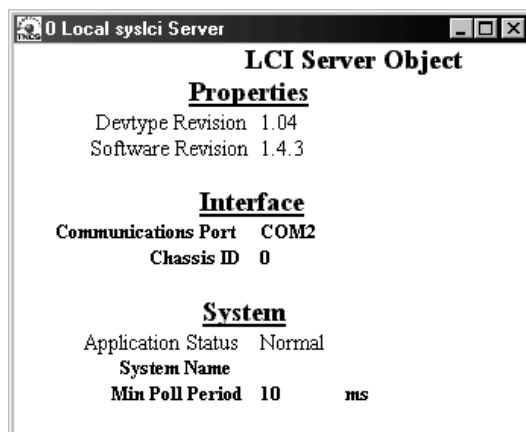 TNCS
0 Local syslci Server
LCI Server Object
Properties
Devtype Revision 1.04
Software Revision 1.4.3
Interface
Communications Port COM2
Chassis ID 0
System
Application Status Normal
System Name
Min Poll Period 10 ms